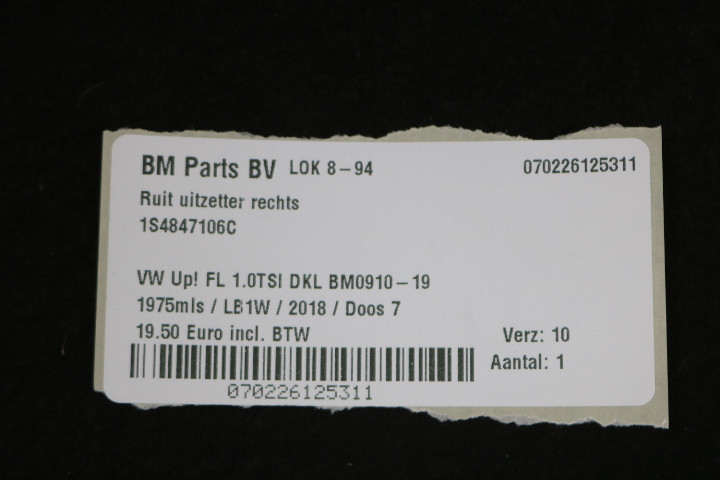 BM Parts BV LOK 8-94 070226125311
Ruit uitzetter rechts
1S4847106C
VW Up! FL 1.0TSI DKL BM0910-19
1975mls / LB1W / 2018 / Doos 7
19.50 Euro incl. BTW Verz: 10
Aantal: 1
070226125311